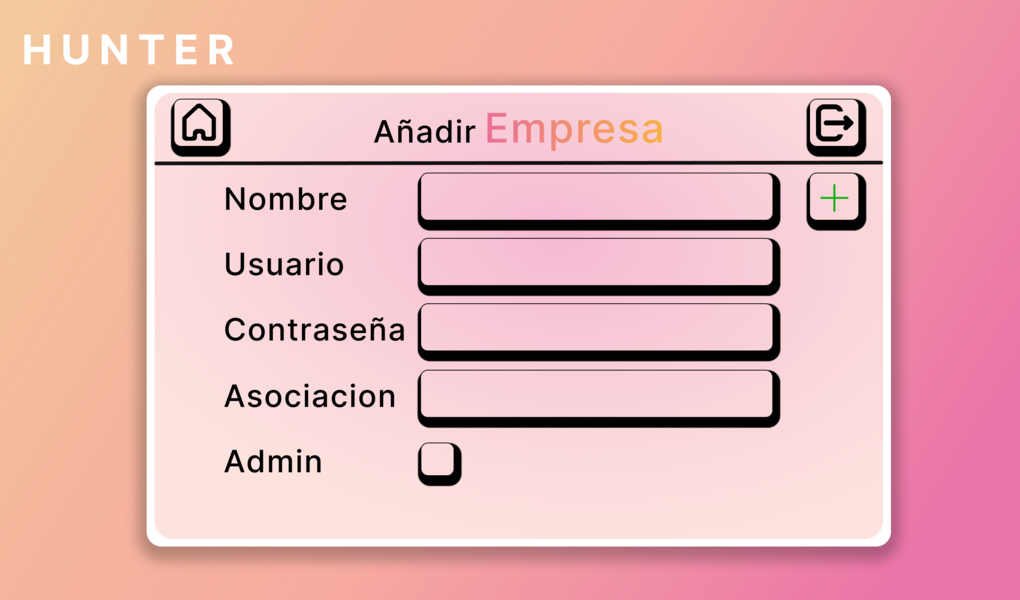 HUNTER
Añadir Empresa
Nombre
Usuario
Contraseña
Asociacion
Admin